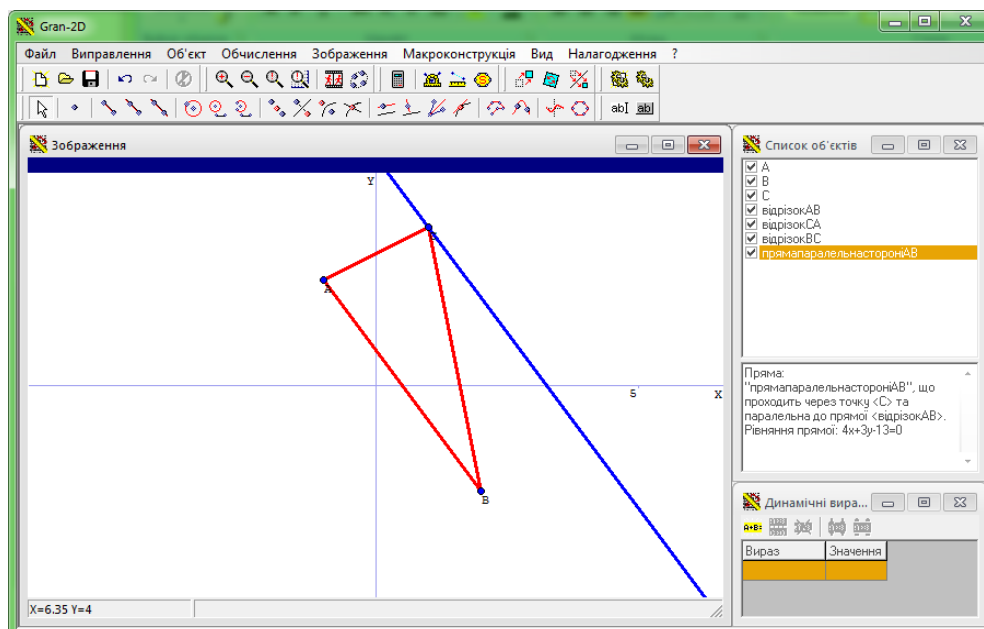 Gran-2D
Файл Виправлення Об'єкт Обчислення Зображення Макроконструкція Вид Налагодження ?
abI ab|
Зображення
Y
A
5
X
B
X=6.35 Y=4
Список об'єктів
A
B
C
відрізокAB
відрізокCA
відрізокBC
прямапаралельнасторонiAB
Пряма:
"прямапаралельнасторонiAB", що
проходить через точку <C> та
паралельна до прямої <відрізокAB>.
Рівняння прямої: 4x+3y-13=0
Динамічні вира...
A+B=
Вираз Значення